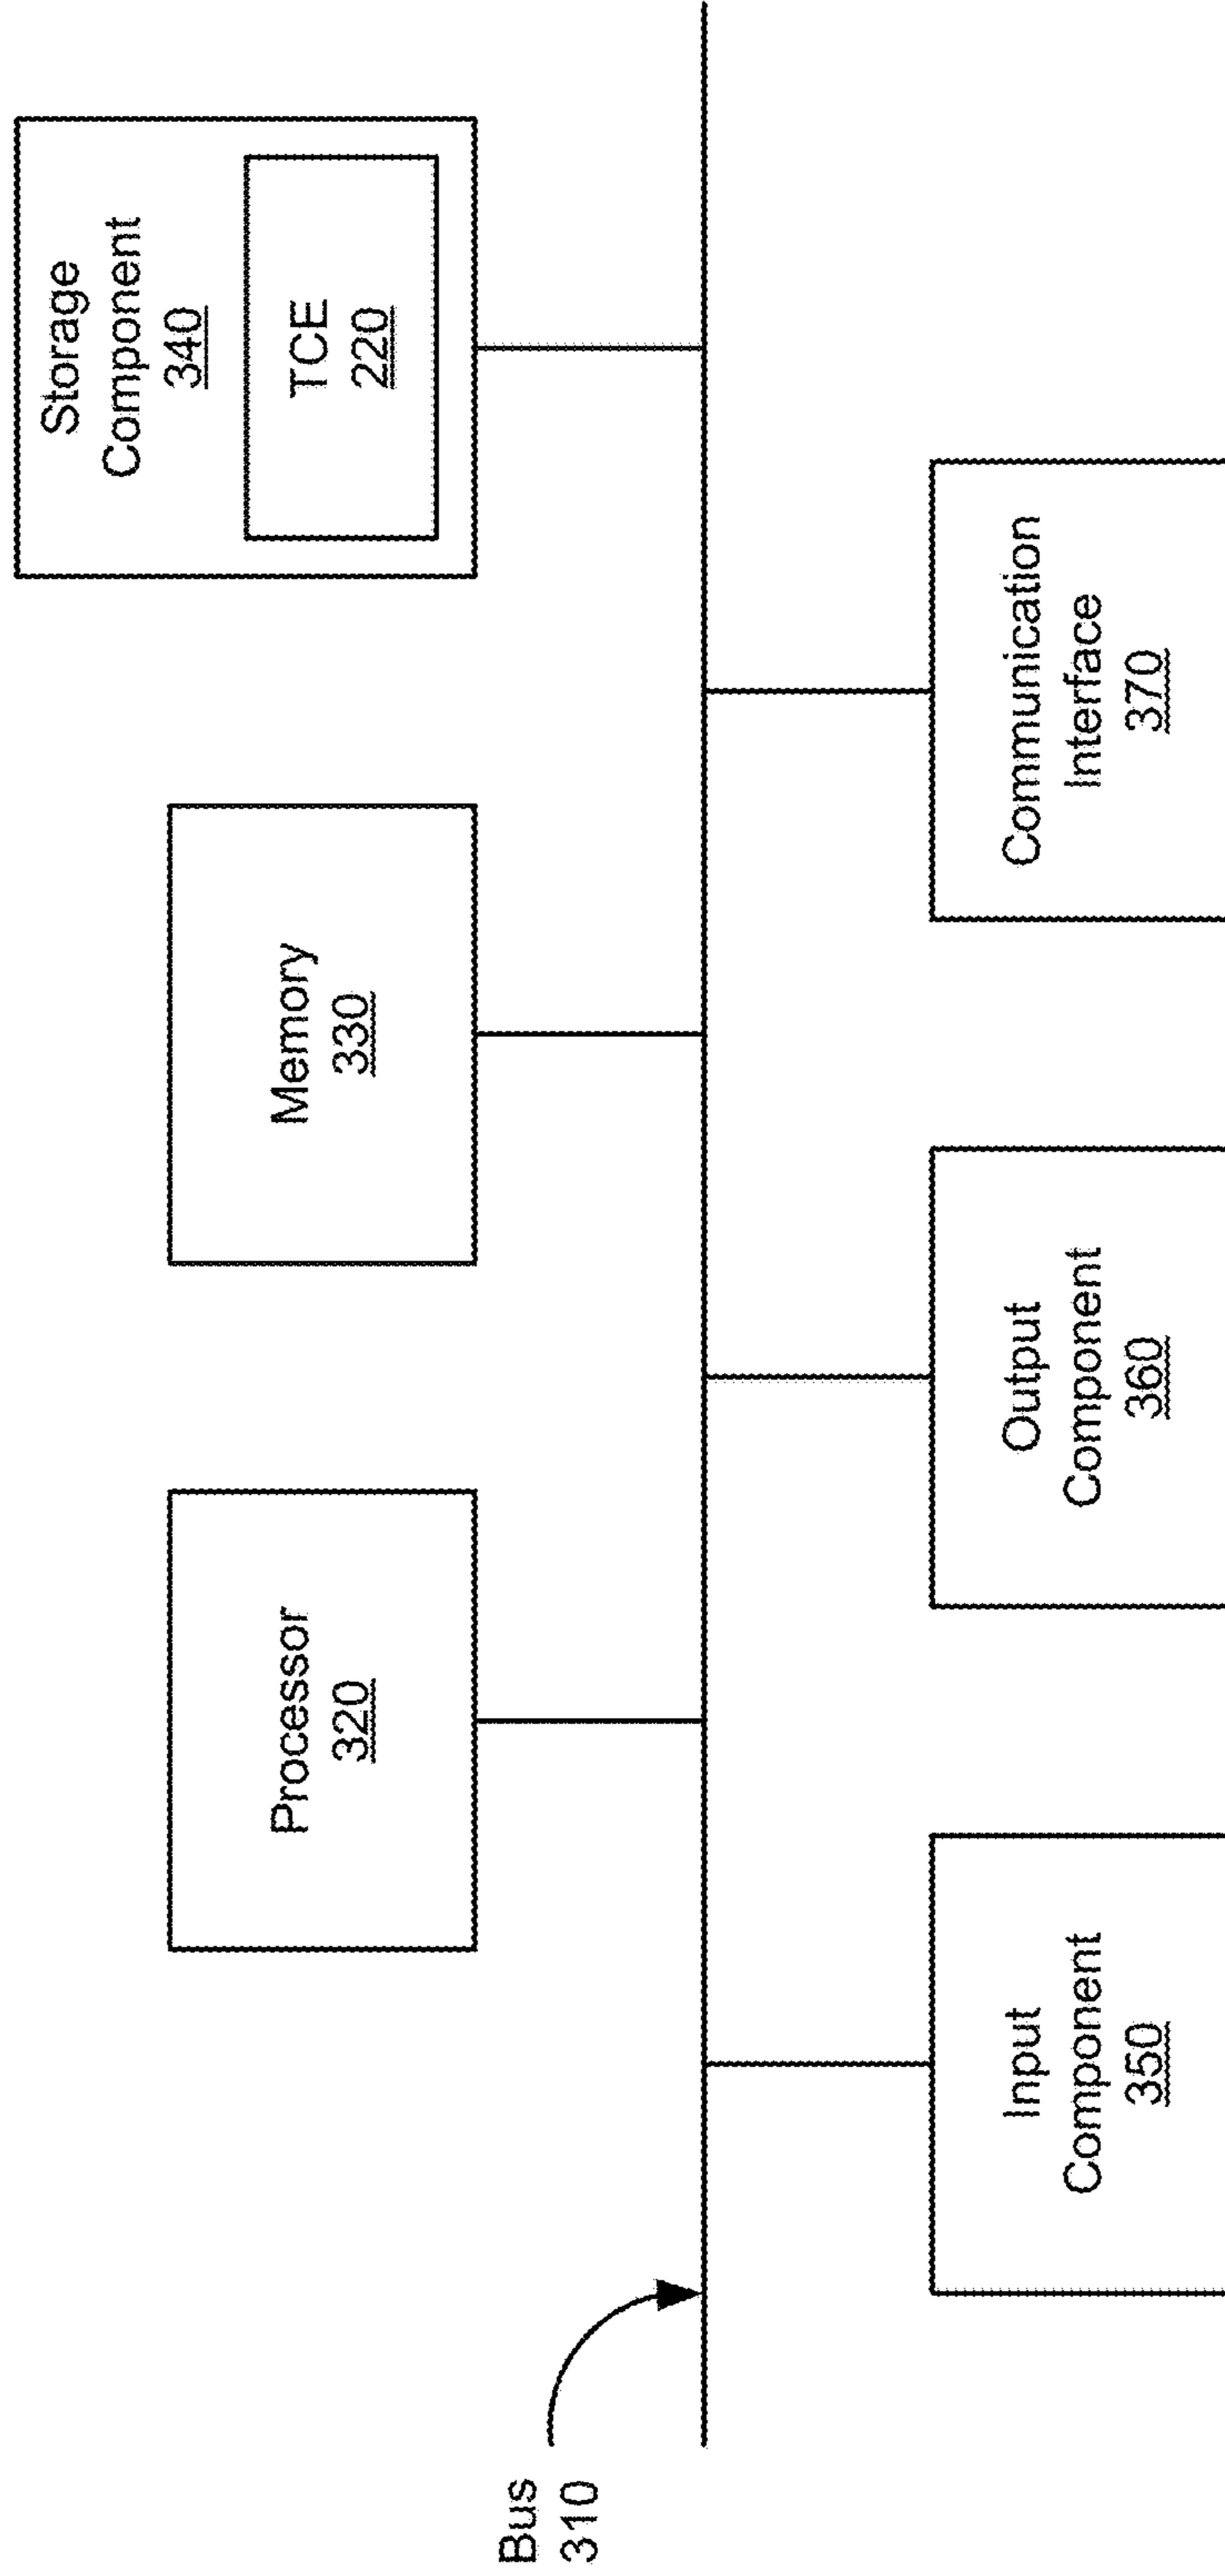 Processor
320
Memory
330
Storage
Component
340
TCE
220
Bus
310
Input
Component
350
Output
Component
360
Communication
Interface
370